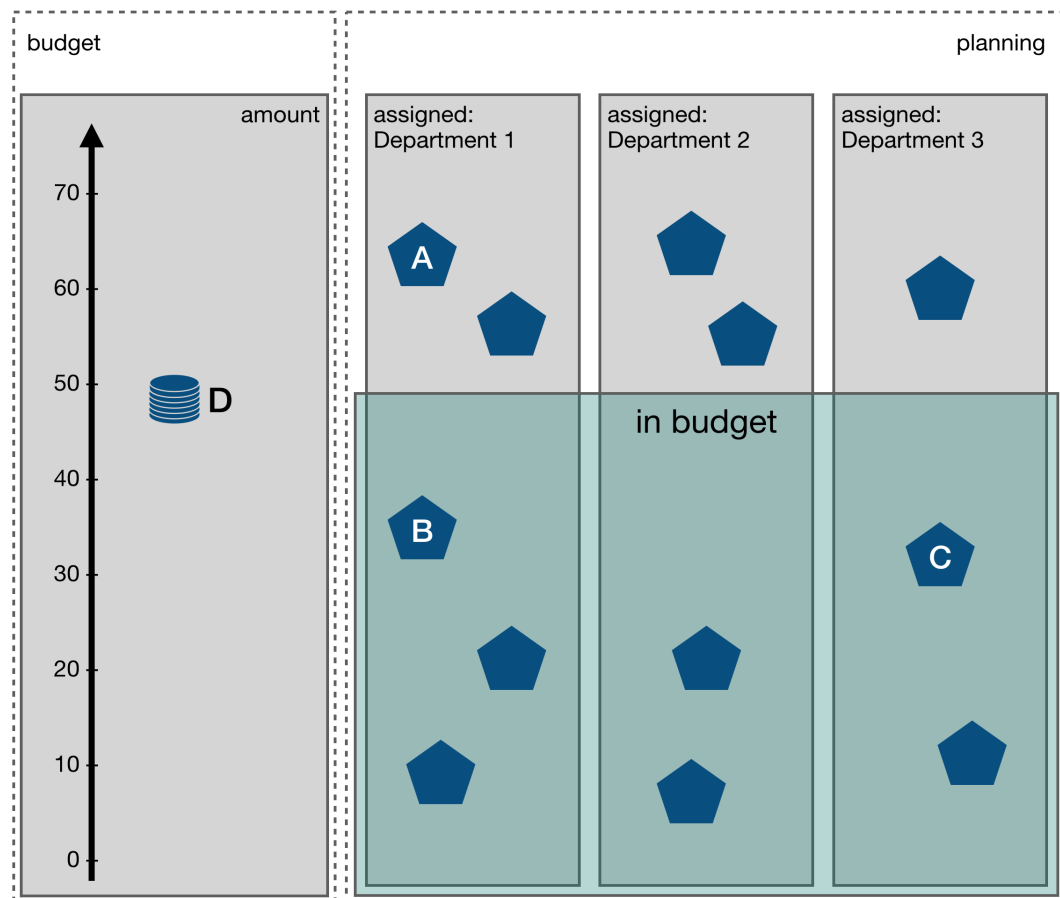 budget
planning
amount
assigned:
Department 1
assigned:
Department 2
assigned:
Department 3
70
A
60
50
D
in budget
40
B
C
30
20
10
0